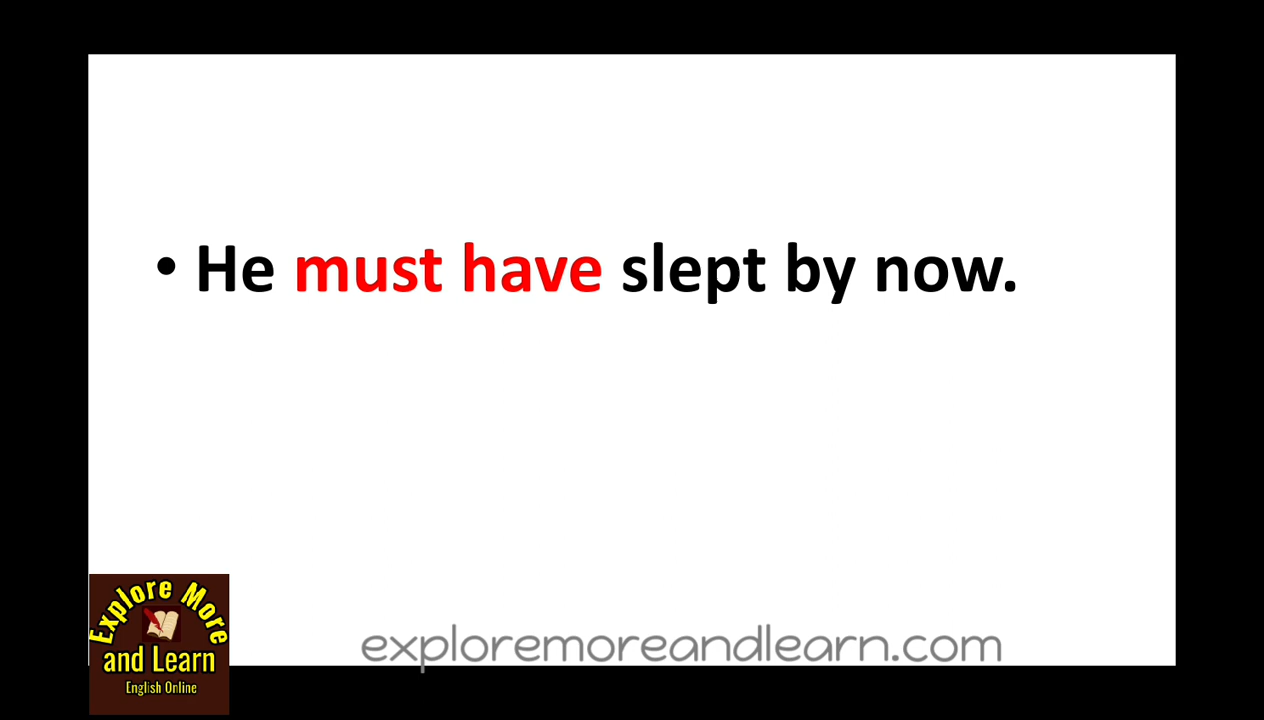 • He must have slept by now.
Explore More
and Learn
English Online
exploremoreandlearn.com